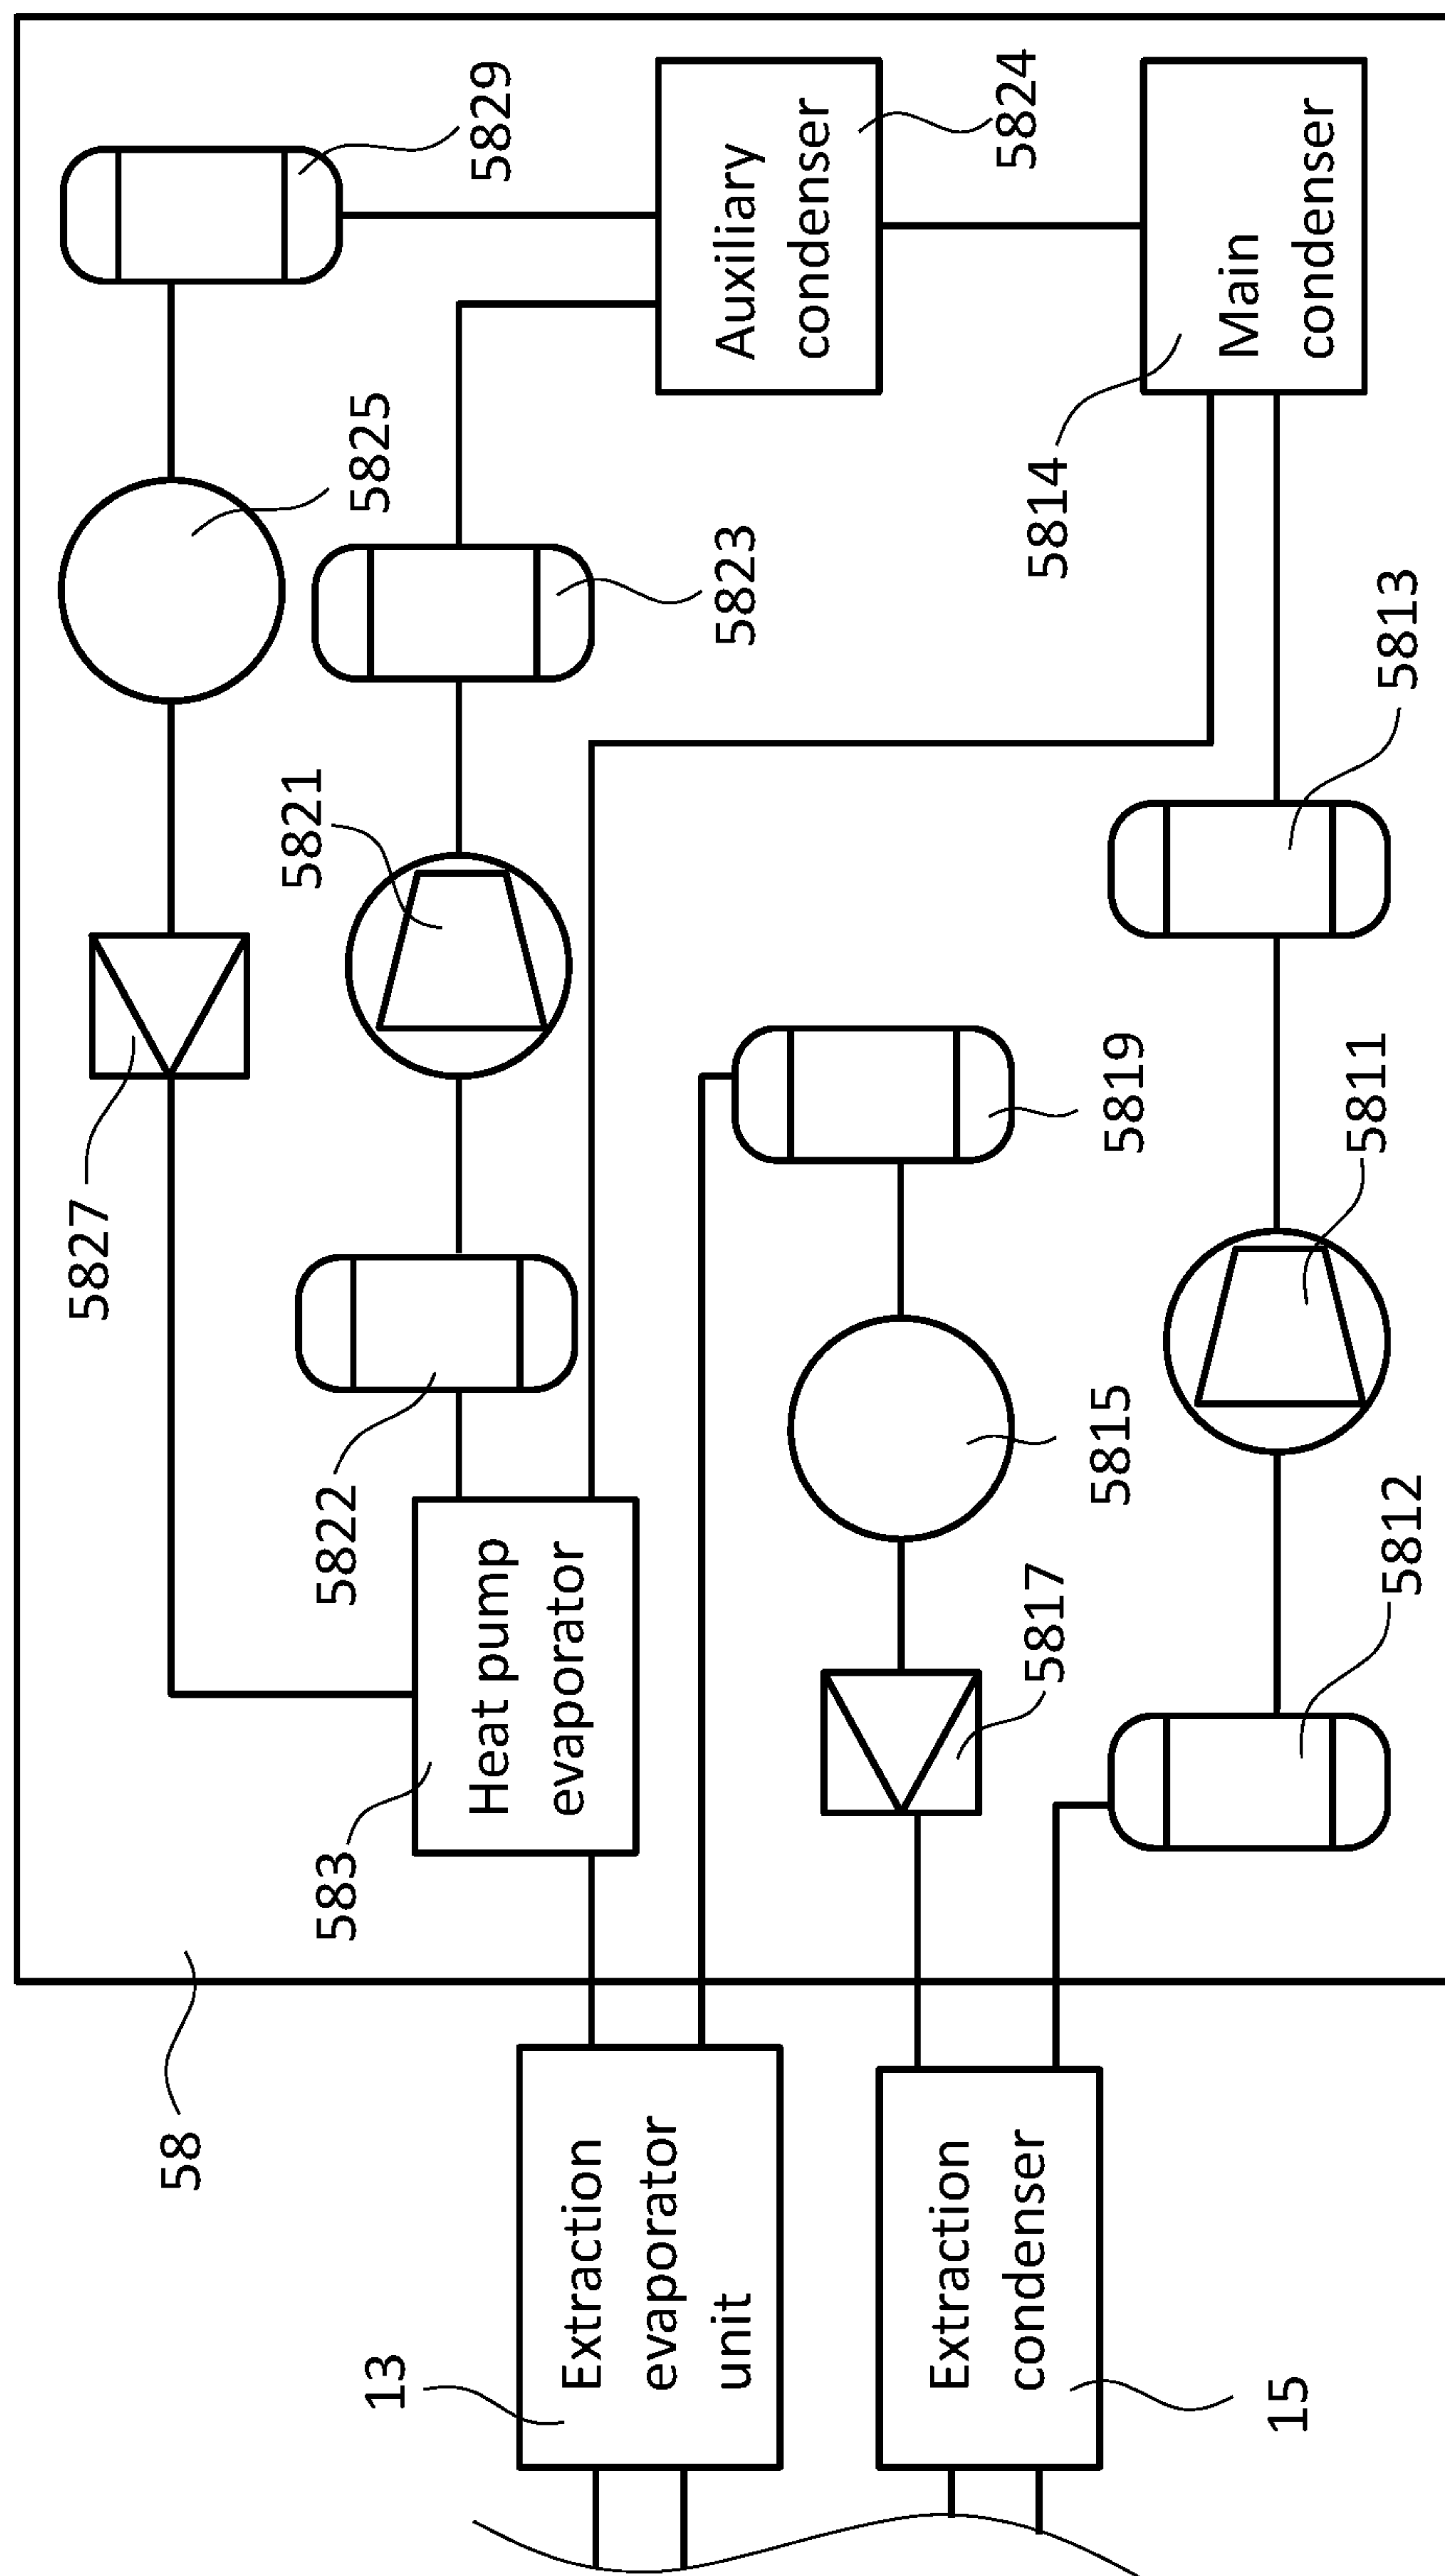 5827
58
5821
583
5822
5825
13
5829
Heat pump
evaporator
Extraction
evaporator
unit
5823
Auxiliary
condenser
Extraction
condenser
5824
5817
5814
5815
5819
Main
condenser
15
5811
5812
5813